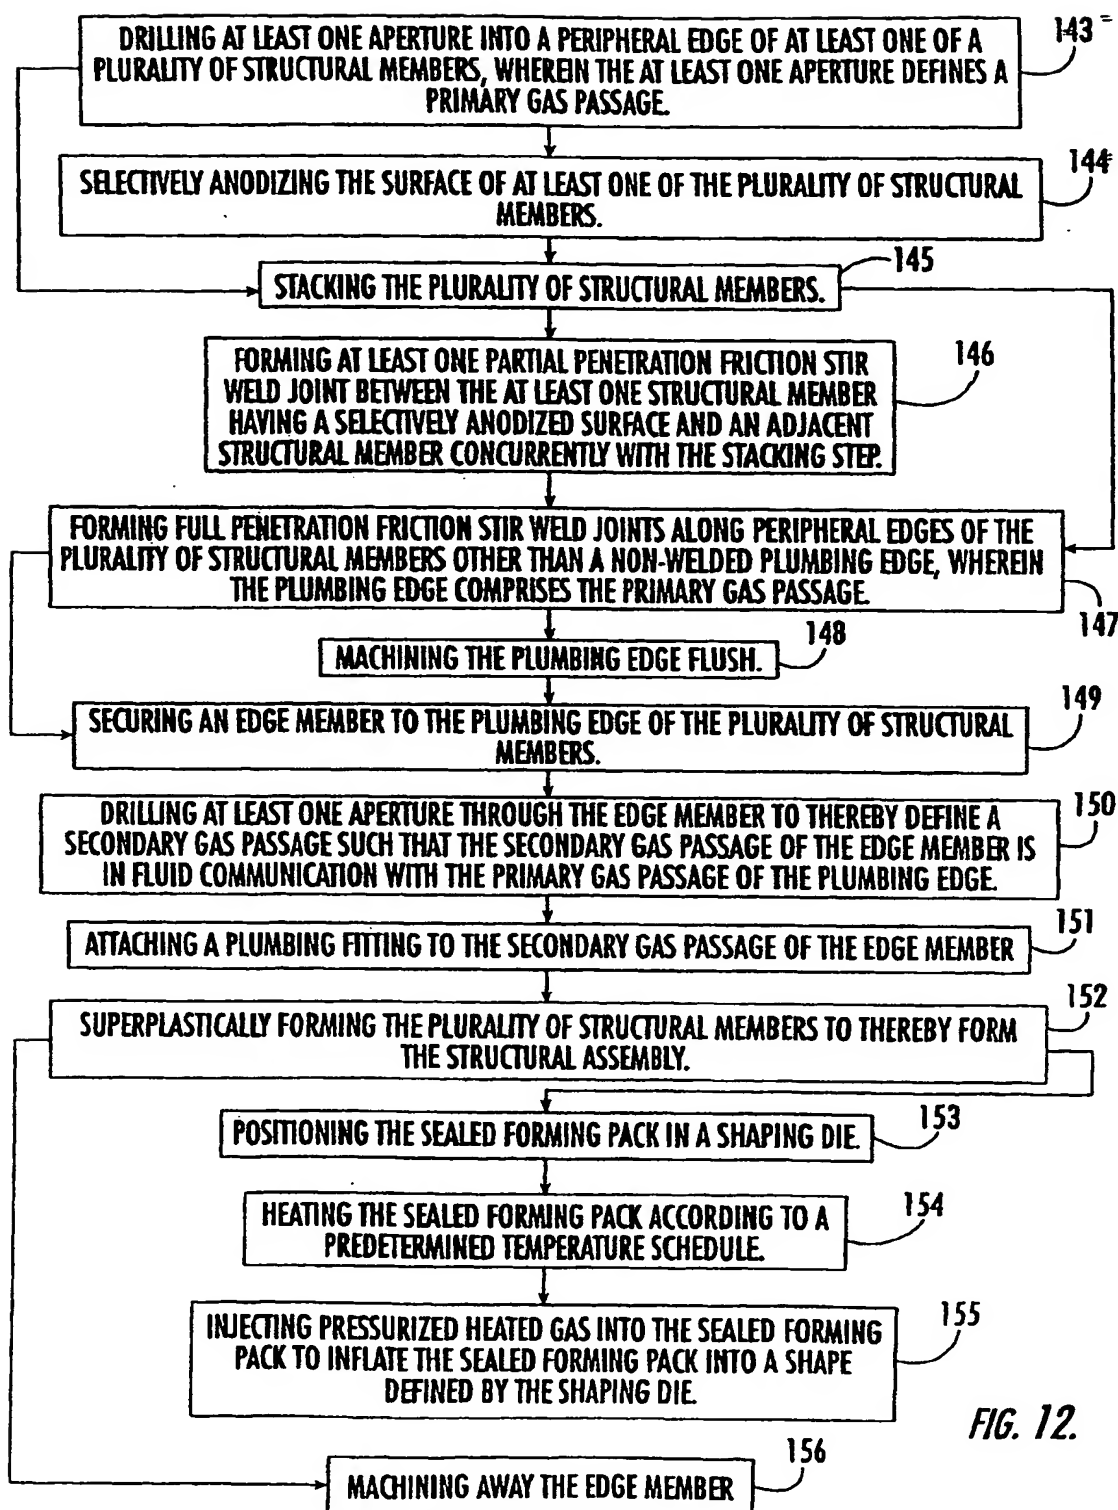 143
DRILLING AT LEAST ONE APERTURE INTO A PERIPHERAL EDGE OF AT LEAST ONE OF A
PLURALITY OF STRUCTURAL MEMBERS, WHEREIN THE AT LEAST ONE APERTURE DEFINES A
PRIMARY GAS PASSAGE.
144
SELECTIVELY ANODIZING THE SURFACE OF AT LEAST ONE OF THE PLURALITY OF STRUCTURAL
MEMBERS.
145
STACKING THE PLURALITY OF STRUCTURAL MEMBERS.
146
FORMING AT LEAST ONE PARTIAL PENETRATION FRICTION STIR
WELD JOINT BETWEEN THE AT LEAST ONE STRUCTURAL MEMBER
HAVING A SELECTIVELY ANODIZED SURFACE AND AN ADJACENT
STRUCTURAL MEMBER CONCURRENTLY WITH THE STACKING STEP.
FORMING FULL PENETRATION FRICTION STIR WELD JOINTS ALONG PERIPHERAL EDGES OF THE
PLURALITY OF STRUCTURAL MEMBERS OTHER THAN A NON-WELDED PLUMBING EDGE, WHEREIN
THE PLUMBING EDGE COMPRISES THE PRIMARY GAS PASSAGE.
147
148
MACHINING THE PLUMBING EDGE FLUSH.
SECURING AN EDGE MEMBER TO THE PLUMBING EDGE OF THE PLURALITY OF STRUCTURAL
MEMBERS.
149
DRILLING AT LEAST ONE APERTURE THROUGH THE EDGE MEMBER TO THEREBY DEFINE A
SECONDARY GAS PASSAGE SUCH THAT THE SECONDARY GAS PASSAGE OF THE EDGE MEMBER IS
IN FLUID COMMUNICATION WITH THE PRIMARY GAS PASSAGE OF THE PLUMBING EDGE.
150
ATTACHING A PLUMBING FITTING TO THE SECONDARY GAS PASSAGE OF THE EDGE MEMBER
151
SUPERPLASTICALLY FORMING THE PLURALITY OF STRUCTURAL MEMBERS TO THEREBY FORM
THE STRUCTURAL ASSEMBLY.
152
POSITIONING THE SEALED FORMING PACK IN A SHAPING DIE.
153
HEATING THE SEALED FORMING PACK ACCORDING TO A
PREDETERMINED TEMPERATURE SCHEDULE.
154
INJECTING PRESSURIZED HEATED GAS INTO THE SEALED FORMING
PACK TO INFLATE THE SEALED FORMING PACK INTO A SHAPE
DEFINED BY THE SHAPING DIE.
155
FIG. 12.
MACHINING AWAY THE EDGE MEMBER
156